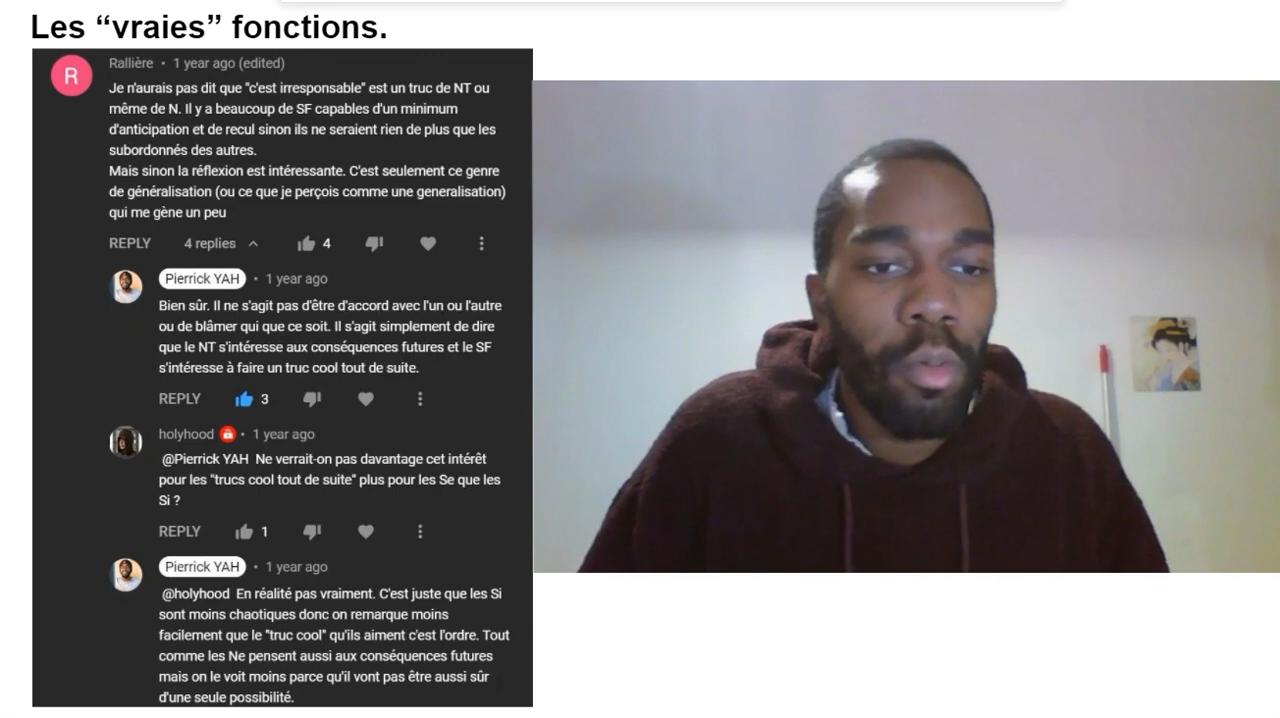 Les “vraies” fonctions.
R
Rallière • 1 year ago (edited)
Je n'aurais pas dit que "c'est irresponsable" est un truc de NT ou
même de N. Il y a beaucoup de SF capables d'un minimum
d'anticipation et de recul sinon ils ne seraient rien de plus que les
subordonnés des autres.
Mais sinon la réflexion est intéressante. C'est seulement ce genre
de généralisation (ou ce que je perçois comme une generalisation)
qui me gène un peu
REPLY 4 replies 4
Pierrick YAH • 1 year ago
Bien sûr. Il ne s'agit pas d'être d'accord avec l'un ou l'autre
ou de blâmer qui que ce soit. Il s'agit simplement de dire
que le NT s'intéresse aux conséquences futures et le SF
s'intéresse à faire un truc cool tout de suite.
REPLY 3
holyhood • 1 year ago
@Pierrick YAH Ne verrait-on pas davantage cet intérêt
pour les "trucs cool tout de suite" plus pour les Se que les
Si ?
REPLY 1
Pierrick YAH • 1 year ago
@holyhood En réalité pas vraiment. C'est juste que les Si
sont moins chaotiques donc on remarque moins
facilement que le "truc cool" qu'ils aiment c'est l'ordre. Tout
comme les Ne pensent aussi aux conséquences futures
mais on le voit moins parce qu'il vont pas être aussi sûr
d'une seule possibilité.